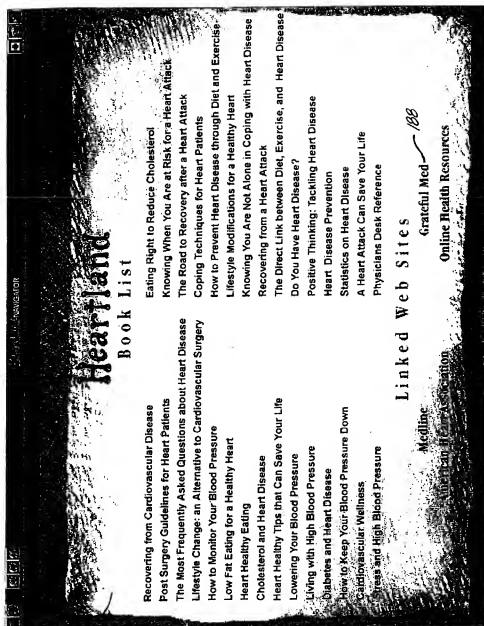 NAVIGATOR
Heartland
Book List
Recovering from Cardiovascular Disease
Post Surgery Guidelines for Heart Patients
The Most Frequently Asked Questions about Heart Disease
Lifestyle Change: an Alternative to Cardiovascular Surgery
How to Monitor Your Blood Pressure
Low Fat Eating for a Healthy Heart
Heart Healthy Eating
Cholesterol and Heart Disease
Heart Healthy Tips that Can Save Your Life
Lowering Your Blood Pressure
Living with High Blood Pressure
Diabetes and Heart Disease
How to Keep Your Blood Pressure Down
Cardiovascular Wellness
Stress and High Blood Pressure
Eating Right to Reduce Cholesterol
Knowing When You Are at Risk for a Heart Attack
The Road to Recovery after a Heart Attack
Coping Techniques for Heart Patients
How to Prevent Heart Disease through Diet and Exercise
Lifestyle Modifications for a Healthy Heart
Knowing You Are Not Alone in Coping with Heart Disease
Recovering from a Heart Attack
The Direct Link between Diet, Exercise, and Heart Disease
Do You Have Heart Disease?
Positive Thinking: Tackling Heart Disease
Heart Disease Prevention
Statistics on Heart Disease
A Heart Attack Can Save Your Life
Physicians Desk Reference
Linked Web Sites
Medline
American Heart Association
Grateful Med 188
Online Health Resources